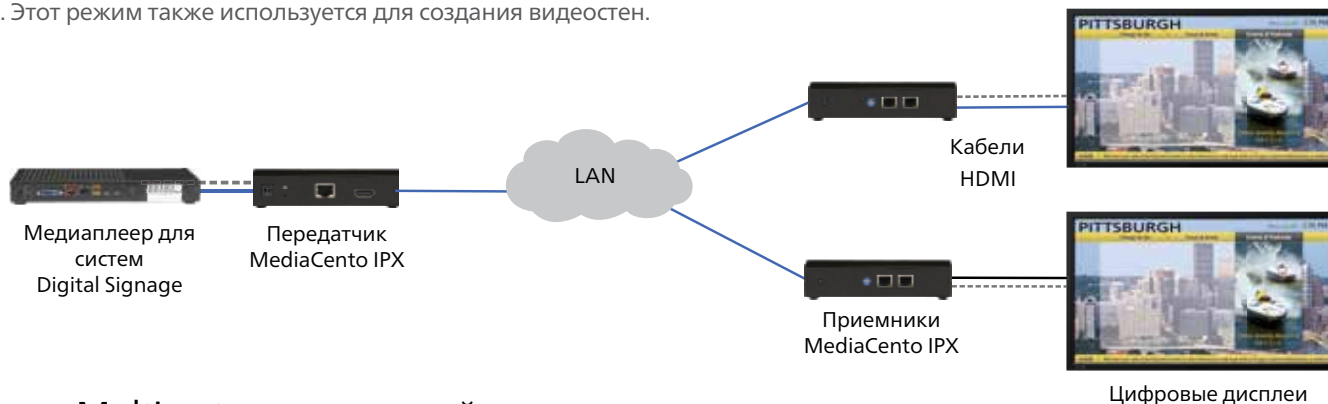 . Этот режим также используется для создания видеостен.
PITTSBURGH
LAN
Кабели
HDMI
Медиаплеер для
систем
Digital Signage
Передатчик
MediaCento IPX
PITTSBURGH
Приемники
MediaCento IPX
Цифровые дисплеи